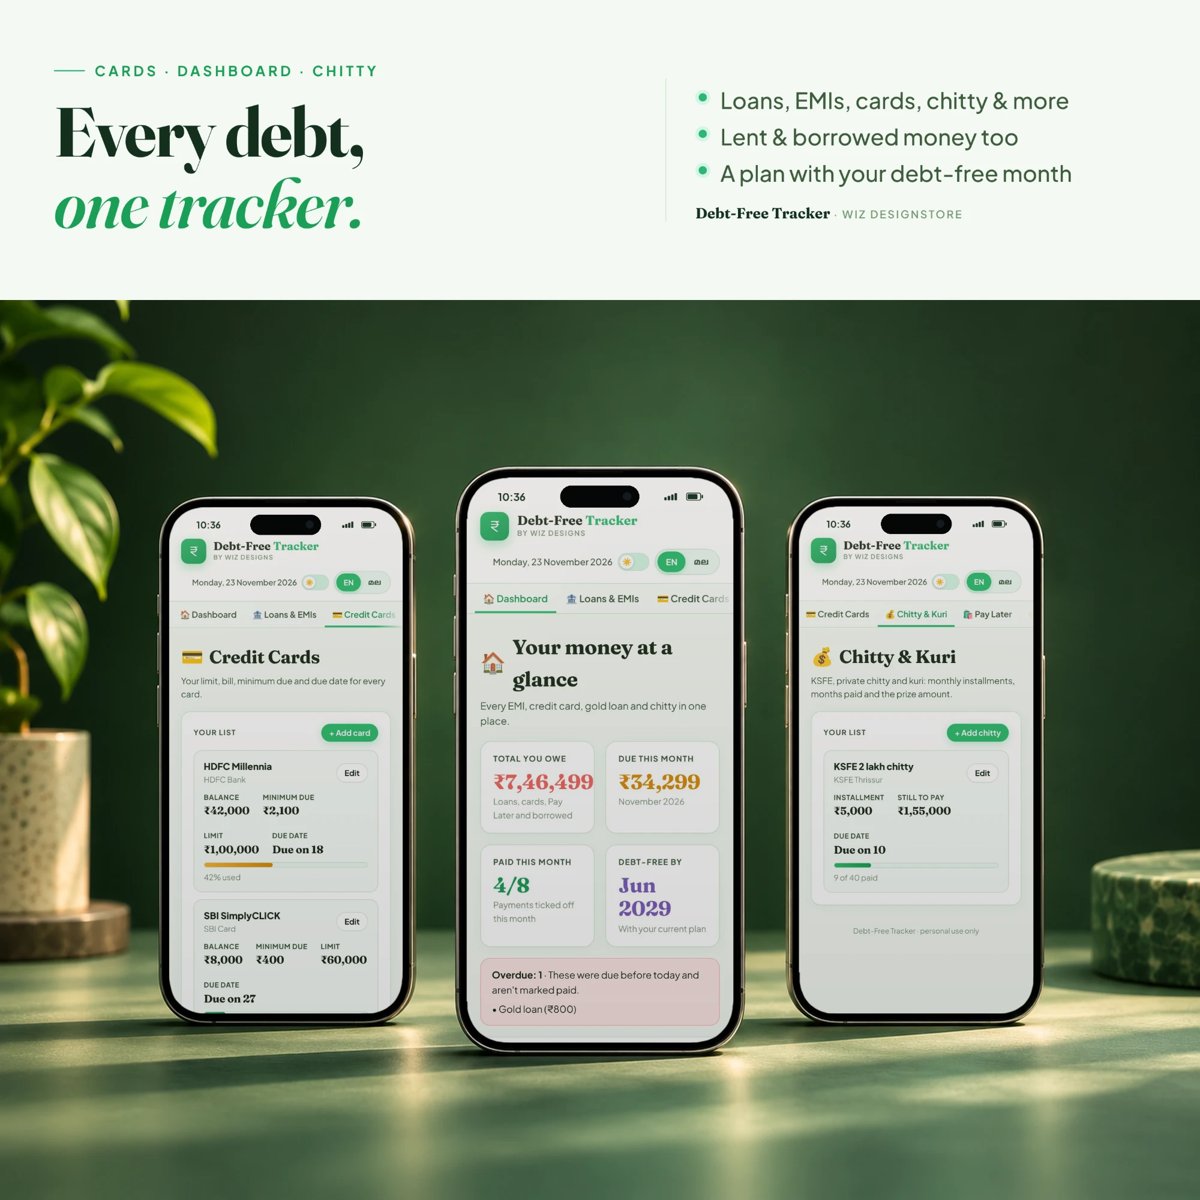 CARDS · DASHBOARD · CHITTY
Every debt,
one tracker.
Loans, EMIs, cards, chitty & more
Lent & borrowed money too
A plan with your debt-free month
Debt-Free Tracker · WIZ DESIGNSTORE
10:36
₹
Debt-Free Tracker
BY WIZ DESIGNS
Monday, 23 November 2026
EN
മല
Dashboard
Loans & EMIs
Credit Cards
Credit Cards
Your limit, bill, minimum due and due date for every
card.
YOUR LIST
+ Add card
HDFC Millennia
HDFC Bank
Edit
BALANCE MINIMUM DUE
₹42,000 ₹2,100
LIMIT DUE DATE
₹1,00,000 Due on 18
42% used
SBI SimplyCLICK
SBI Card
Edit
BALANCE MINIMUM DUE LIMIT
₹8,000 ₹400 ₹60,000
DUE DATE
Due on 27
10:36
₹
Debt-Free Tracker
BY WIZ DESIGNS
Monday, 23 November 2026
EN
മല
Dashboard
Loans & EMIs
Credit Cards
Your money at a
glance
Every EMI, credit card, gold loan and chitty in one
place.
TOTAL YOU OWE
₹7,46,499
Loans, cards. Pay
Later and borrowed
DUE THIS MONTH
₹34,299
November 2026
PAID THIS MONTH
4/8
Payments ticked off
this month
DEBT-FREE BY
Jun
2029
With your current plan
Overdue: 1 · These were due before today and
aren't marked paid.
• Gold loan (₹800)
10:36
₹
Debt-Free Tracker
BY WIZ DESIGNS
Monday, 23 November 2026
EN
മല
Credit Cards
Chitty & Kuri
Pay Later
Chitty & Kuri
KSFE, private chitty and kuri: monthly installments,
months paid and the prize amount.
YOUR LIST
+ Add chitty
KSFE 2 lakh chitty
KSFE Thrissur
Edit
INSTALLMENT STILL TO PAY
₹5,000 ₹1,55,000
DUE DATE
Due on 10
9 of 40 paid
Debt-Free Tracker · personal use only